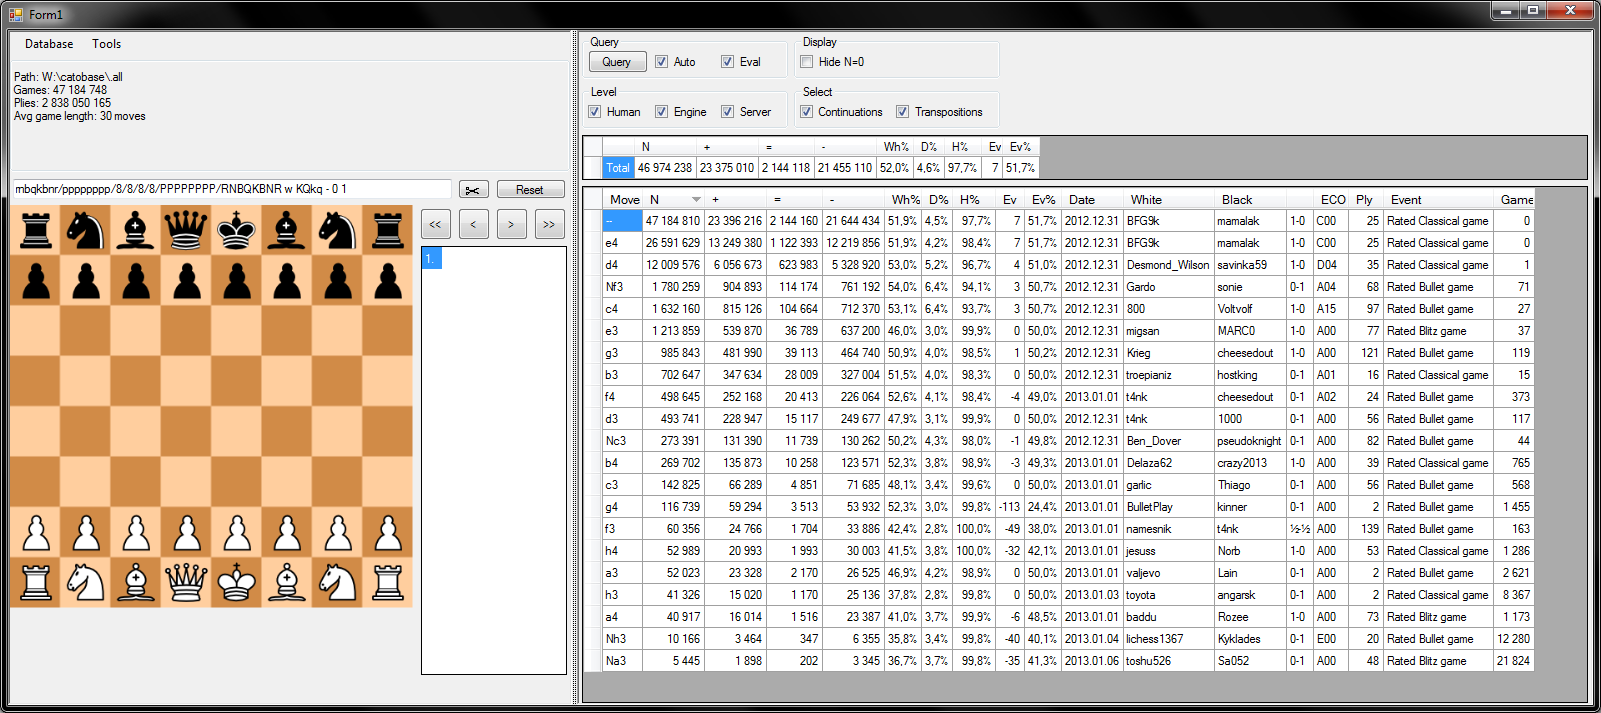 Form1
Database Tools
Path: W:\catobase\.all
Games: 47 184 748
Plies: 2 838 050 165
Avg game length: 30 moves
rnbqkbnr/pppppppp/8/8/8/8/PPPPPPPP/RNBQKBNR w KQkq - 0 1
Reset
<< < > >>
1.
Query
Query Auto Eval
Display
Hide N=0
Level
Human Engine Server
Select
Continuations Transpositions
N + = - Wh% D% H% Ev Ev%
Total 46 974 238 23 375 010 2 144 118 21 455 110 52,0% 4,6% 97,7% 7 51,7%
Move N + = - Wh% D% H% Ev Ev% Date White Black ECO Ply Event Game
-- 47 184 810 23 396 216 2 144 160 21 644 434 51,9% 4,5% 97,7% 7 51,7% 2012.12.31 BFG9k mamalak 1-0 C00 25 Rated Classical game 0
e4 26 591 629 13 249 380 1 122 393 12 219 856 51,9% 4,2% 98,4% 7 51,7% 2012.12.31 BFG9k mamalak 1-0 C00 25 Rated Classical game 0
d4 12 009 576 6 056 673 623 983 5 328 920 53,0% 5,2% 96,7% 4 51,0% 2012.12.31 Desmond_Wilson savinka59 1-0 D04 35 Rated Classical game 1
Nf3 1 780 259 904 893 114 174 761 192 54,0% 6,4% 94,1% 3 50,7% 2012.12.31 Gardo sonie 0-1 A04 68 Rated Bullet game 71
c4 1 632 160 815 126 104 664 712 370 53,1% 6,4% 93,7% 3 50,7% 2012.12.31 800 Voltvolf 1-0 A15 97 Rated Bullet game 27
e3 1 213 859 539 870 36 789 637 200 46,0% 3,0% 99,9% 0 50,0% 2012.12.31 migsan MARC0 1-0 A00 77 Rated Blitz game 37
g3 985 843 481 990 39 113 464 740 50,9% 4,0% 98,5% 1 50,2% 2012.12.31 Krieg cheesedout 1-0 A00 121 Rated Bullet game 119
b3 702 647 347 634 28 009 327 004 51,5% 4,0% 98,3% 0 50,0% 2012.12.31 troepianiz hostking 0-1 A01 16 Rated Classical game 15
f4 498 645 252 168 20 413 226 064 52,6% 4,1% 98,4% -4 49,0% 2013.01.01 t4nk cheesedout 0-1 A02 24 Rated Bullet game 373
d3 493 741 228 947 15 117 249 677 47,9% 3,1% 99,9% 0 50,0% 2012.12.31 t4nk 1000 0-1 A00 56 Rated Bullet game 117
Nc3 273 391 131 390 11 739 130 262 50,2% 4,3% 98,0% -1 49,8% 2012.12.31 Ben_Dover pseudoknight 0-1 A00 82 Rated Bullet game 44
b4 269 702 135 873 10 258 123 571 52,3% 3,8% 98,9% -3 49,3% 2013.01.01 Delaza62 crazy2013 1-0 A00 39 Rated Classical game 765
c3 142 825 66 289 4 851 71 685 48,1% 3,4% 99,6% 0 50,0% 2013.01.01 garlic Thiago 0-1 A00 56 Rated Bullet game 568
g4 116 739 59 294 3 513 53 932 52,3% 3,0% 99,2% -113 24,4% 2013.01.01 BulletPlay kinner 0-1 A00 2 Rated Bullet game 1 455
f3 60 356 24 766 1 704 33 886 42,4% 2,8% 100,0% -49 38,0% 2013.01.01 namesnik t4nk ½-½ A00 139 Rated Bullet game 163
h4 52 989 20 993 1 993 30 003 41,5% 3,8% 100,0% -32 42,1% 2013.01.01 jesuss Norb 1-0 A00 53 Rated Classical game 1 286
a3 52 023 23 328 2 170 26 525 46,9% 4,2% 98,9% 0 50,0% 2013.01.01 valjevo Lain 0-1 A00 2 Rated Bullet game 2 621
h3 41 326 15 020 1 170 25 136 37,8% 2,8% 99,8% 0 50,0% 2013.01.03 toyota angarsk 0-1 A00 2 Rated Classical game 8 367
a4 40 917 16 014 1 516 23 387 41,0% 3,7% 99,9% -6 48,5% 2013.01.01 baddu Rozee 1-0 A00 73 Rated Blitz game 1 173
Nh3 10 166 3 464 347 6 355 35,8% 3,4% 99,8% -40 40,1% 2013.01.04 lichess1367 Kyklades 0-1 E00 20 Rated Bullet game 12 280
Na3 5 445 1 898 202 3 345 36,7% 3,7% 99,8% -35 41,3% 2013.01.06 toshu526 Sa052 0-1 A00 48 Rated Blitz game 21 824